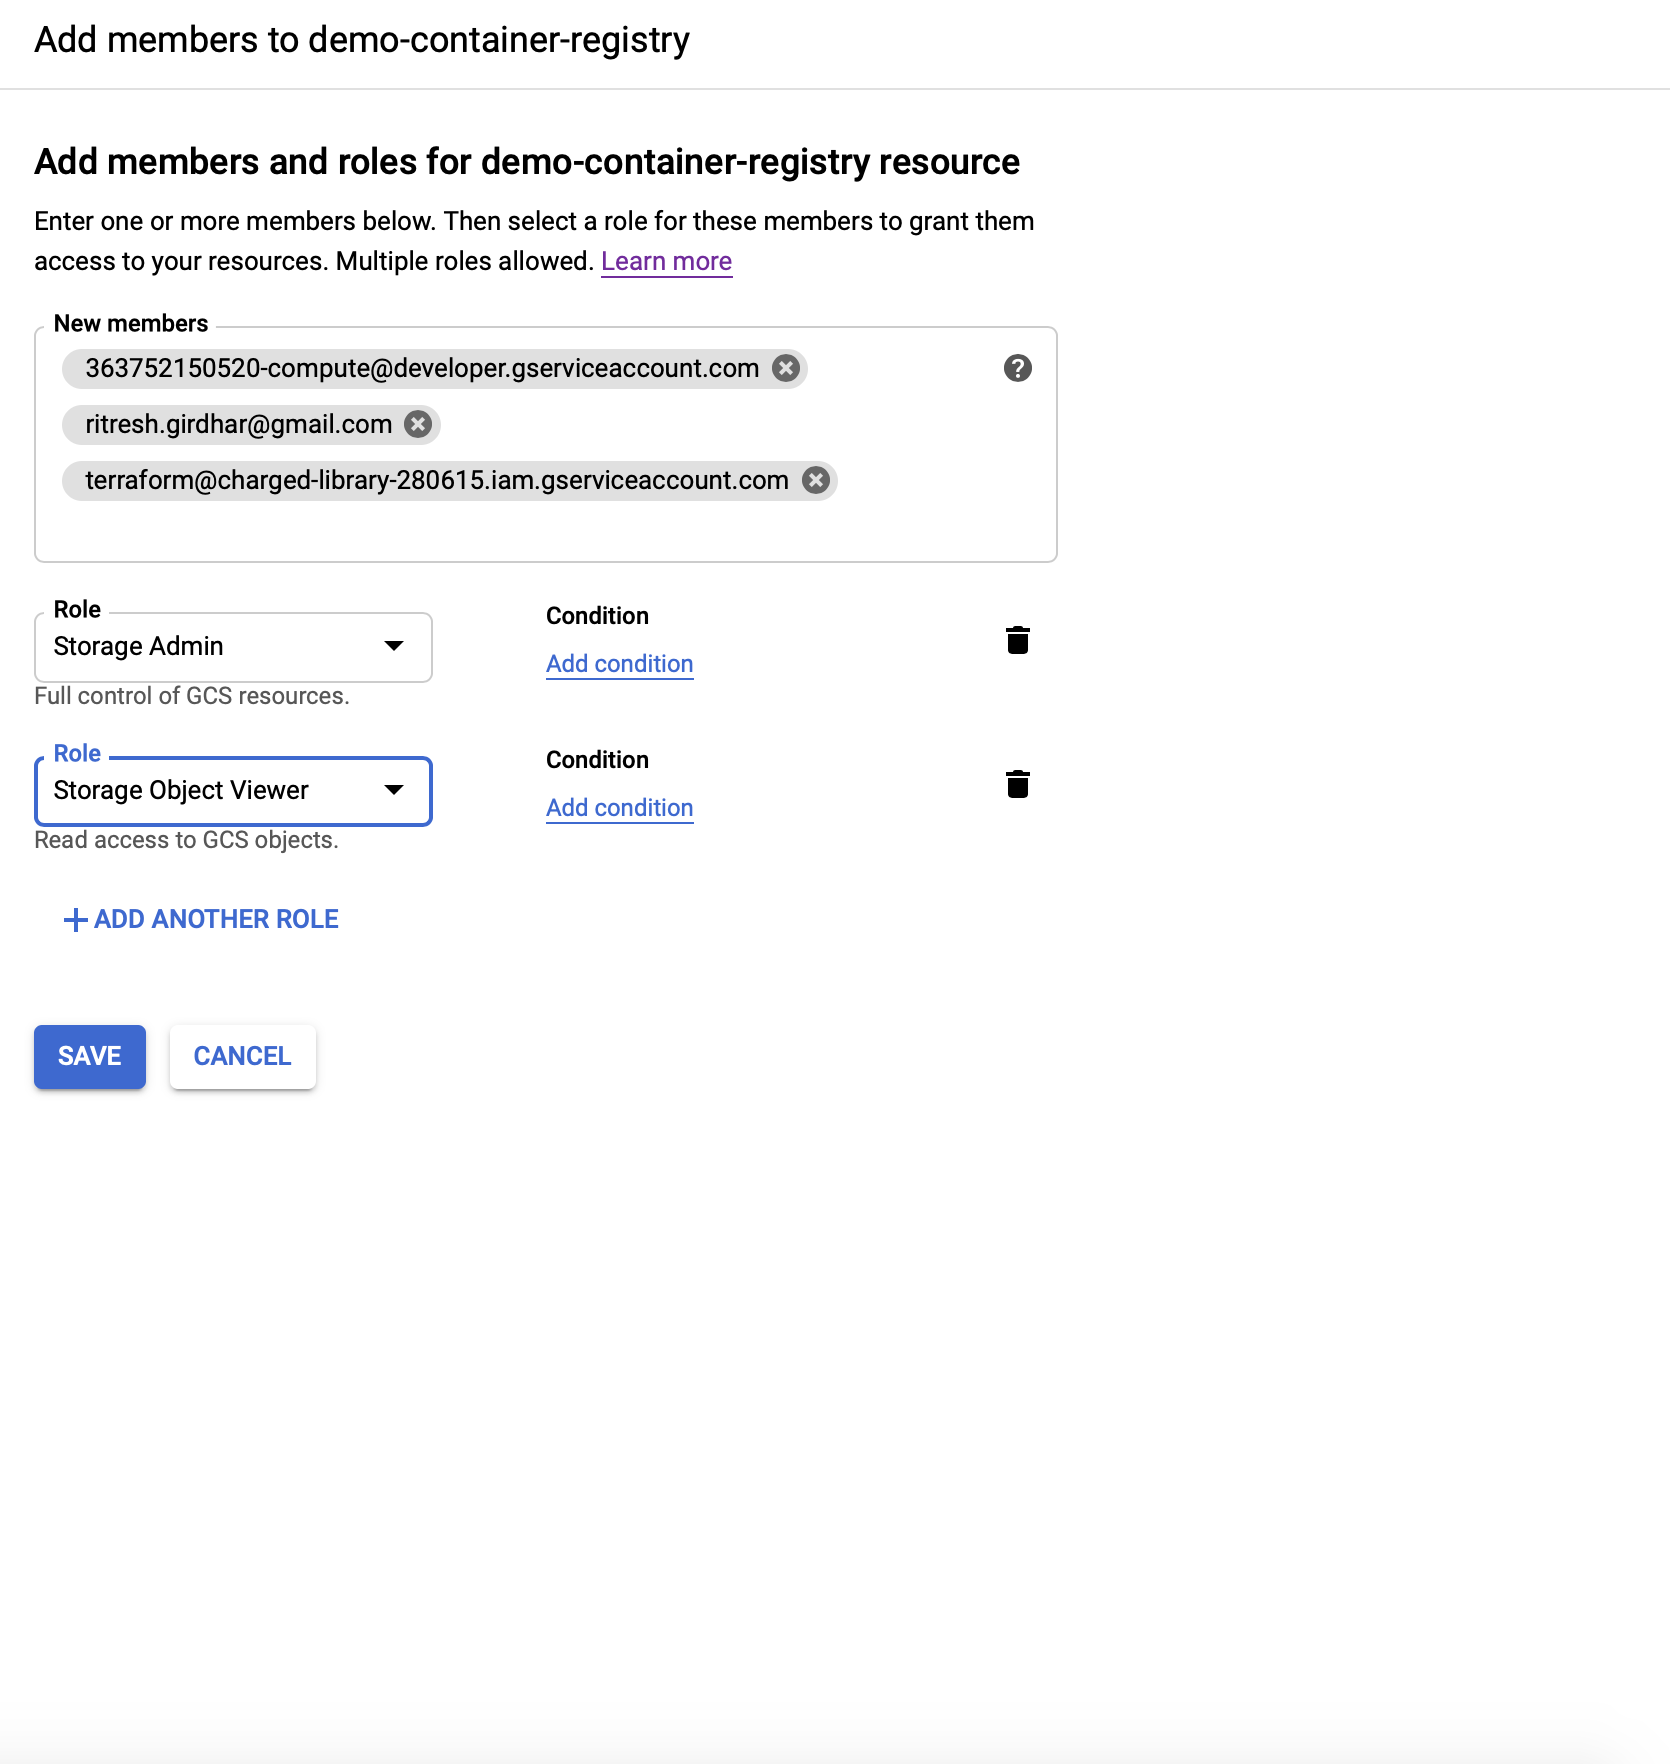 Add members to demo-container-registry
Add members and roles for demo-container-registry resource
Enter one or more members below. Then select a role for these members to grant them
access to your resources. Multiple roles allowed. Learn more
New members
363752150520-compute@developer.gserviceaccount.com
ritresh.girdhar@gmail.com
terraform@charged-library-280615.iam.gserviceaccount.com
Role
Storage Admin
Full control of GCS resources.
Condition
Add condition
Role
Storage Object Viewer
Read access to GCS objects.
Condition
Add condition
ADD ANOTHER ROLE
SAVE CANCEL